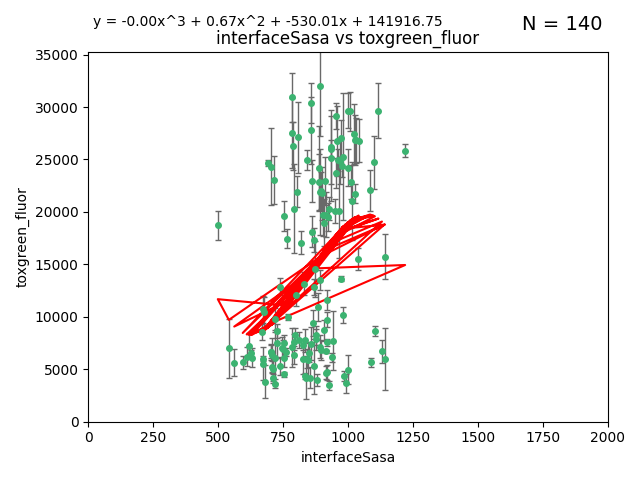 y = -0.00x^3 + 0.67x^2 + -530.01x + 141916.75
N = 140
interfaceSasa vs toxgreen_fluor
35000
30000
25000
20000
15000
10000
5000
0
toxgreen_fluor
0 250 500 750 1000 1250 1500 1750 2000
interfaceSasa